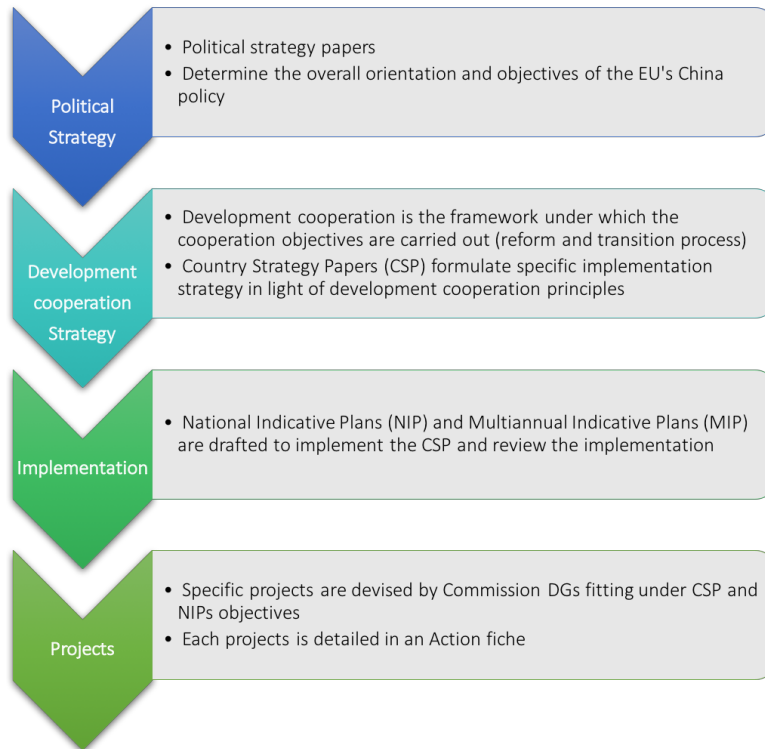 Political
Strategy
• Political strategy papers
• Determine the overall orientation and objectives of the EU's China
policy
Development
cooperation
Strategy
• Development cooperation is the framework under which the
cooperation objectives are carried out (reform and transition process)
• Country Strategy Papers (CSP) formulate specific implementation
strategy in light of development cooperation principles
Implementation
• National Indicative Plans (NIP) and Multiannual Indicative Plans (MIP)
are drafted to implement the CSP and review the implementation
Projects
• Specific projects are devised by Commission DGs fitting under CSP and
NIPs objectives
• Each projects is detailed in an Action fiche